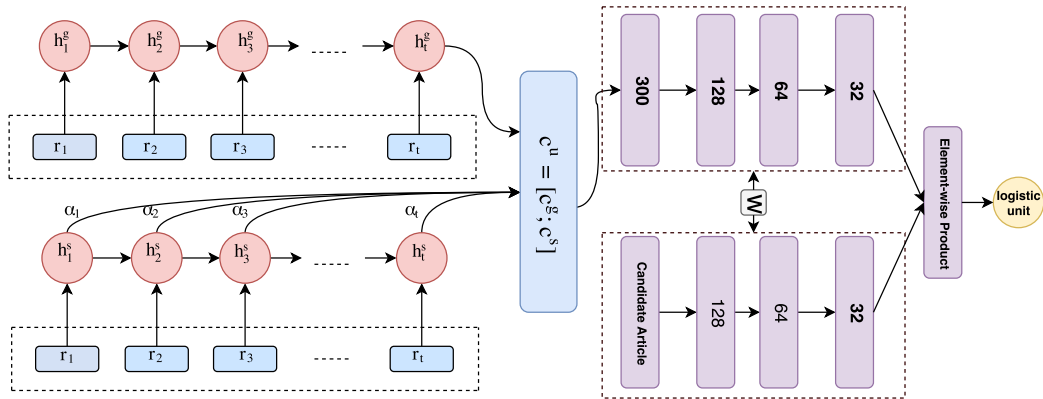 h₁ᵍ h₂ᵍ h₃ᵍ ...... hₜᵍ
r₁ r₂ r₃ ...... rₜ
α₁ α₂ α₃ αₜ
h₁ˢ h₂ˢ h₃ˢ ...... hₜˢ
r₁ r₂ r₃ ...... rₜ
cᵘ = [cᵍ; cˢ]
300 128 64 32
W
Candidate Article 128 64 32
Element-wise Product
logistic
unit